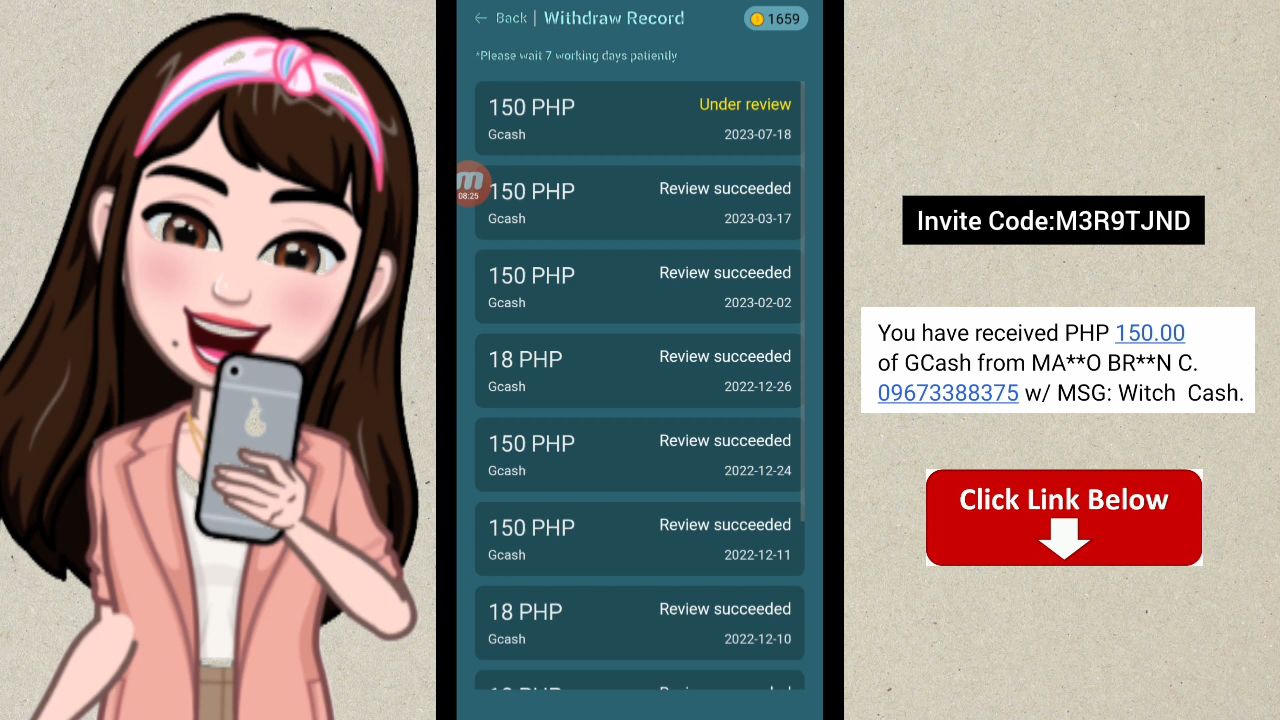 ← Back | Withdraw Record
1659
*Please wait 7 working days patiently
150 PHP Under review
Gcash 2023-07-18
m
08:25
150 PHP Review succeeded
Gcash 2023-03-17
150 PHP Review succeeded
Gcash 2023-02-02
18 PHP Review succeeded
Gcash 2022-12-26
150 PHP Review succeeded
Gcash 2022-12-24
150 PHP Review succeeded
Gcash 2022-12-11
18 PHP Review succeeded
Gcash 2022-12-10
Invite Code:M3R9TJND
You have received PHP 150.00
of GCash from MA**O BR**N C.
09673388375 w/ MSG: Witch Cash.
Click Link Below